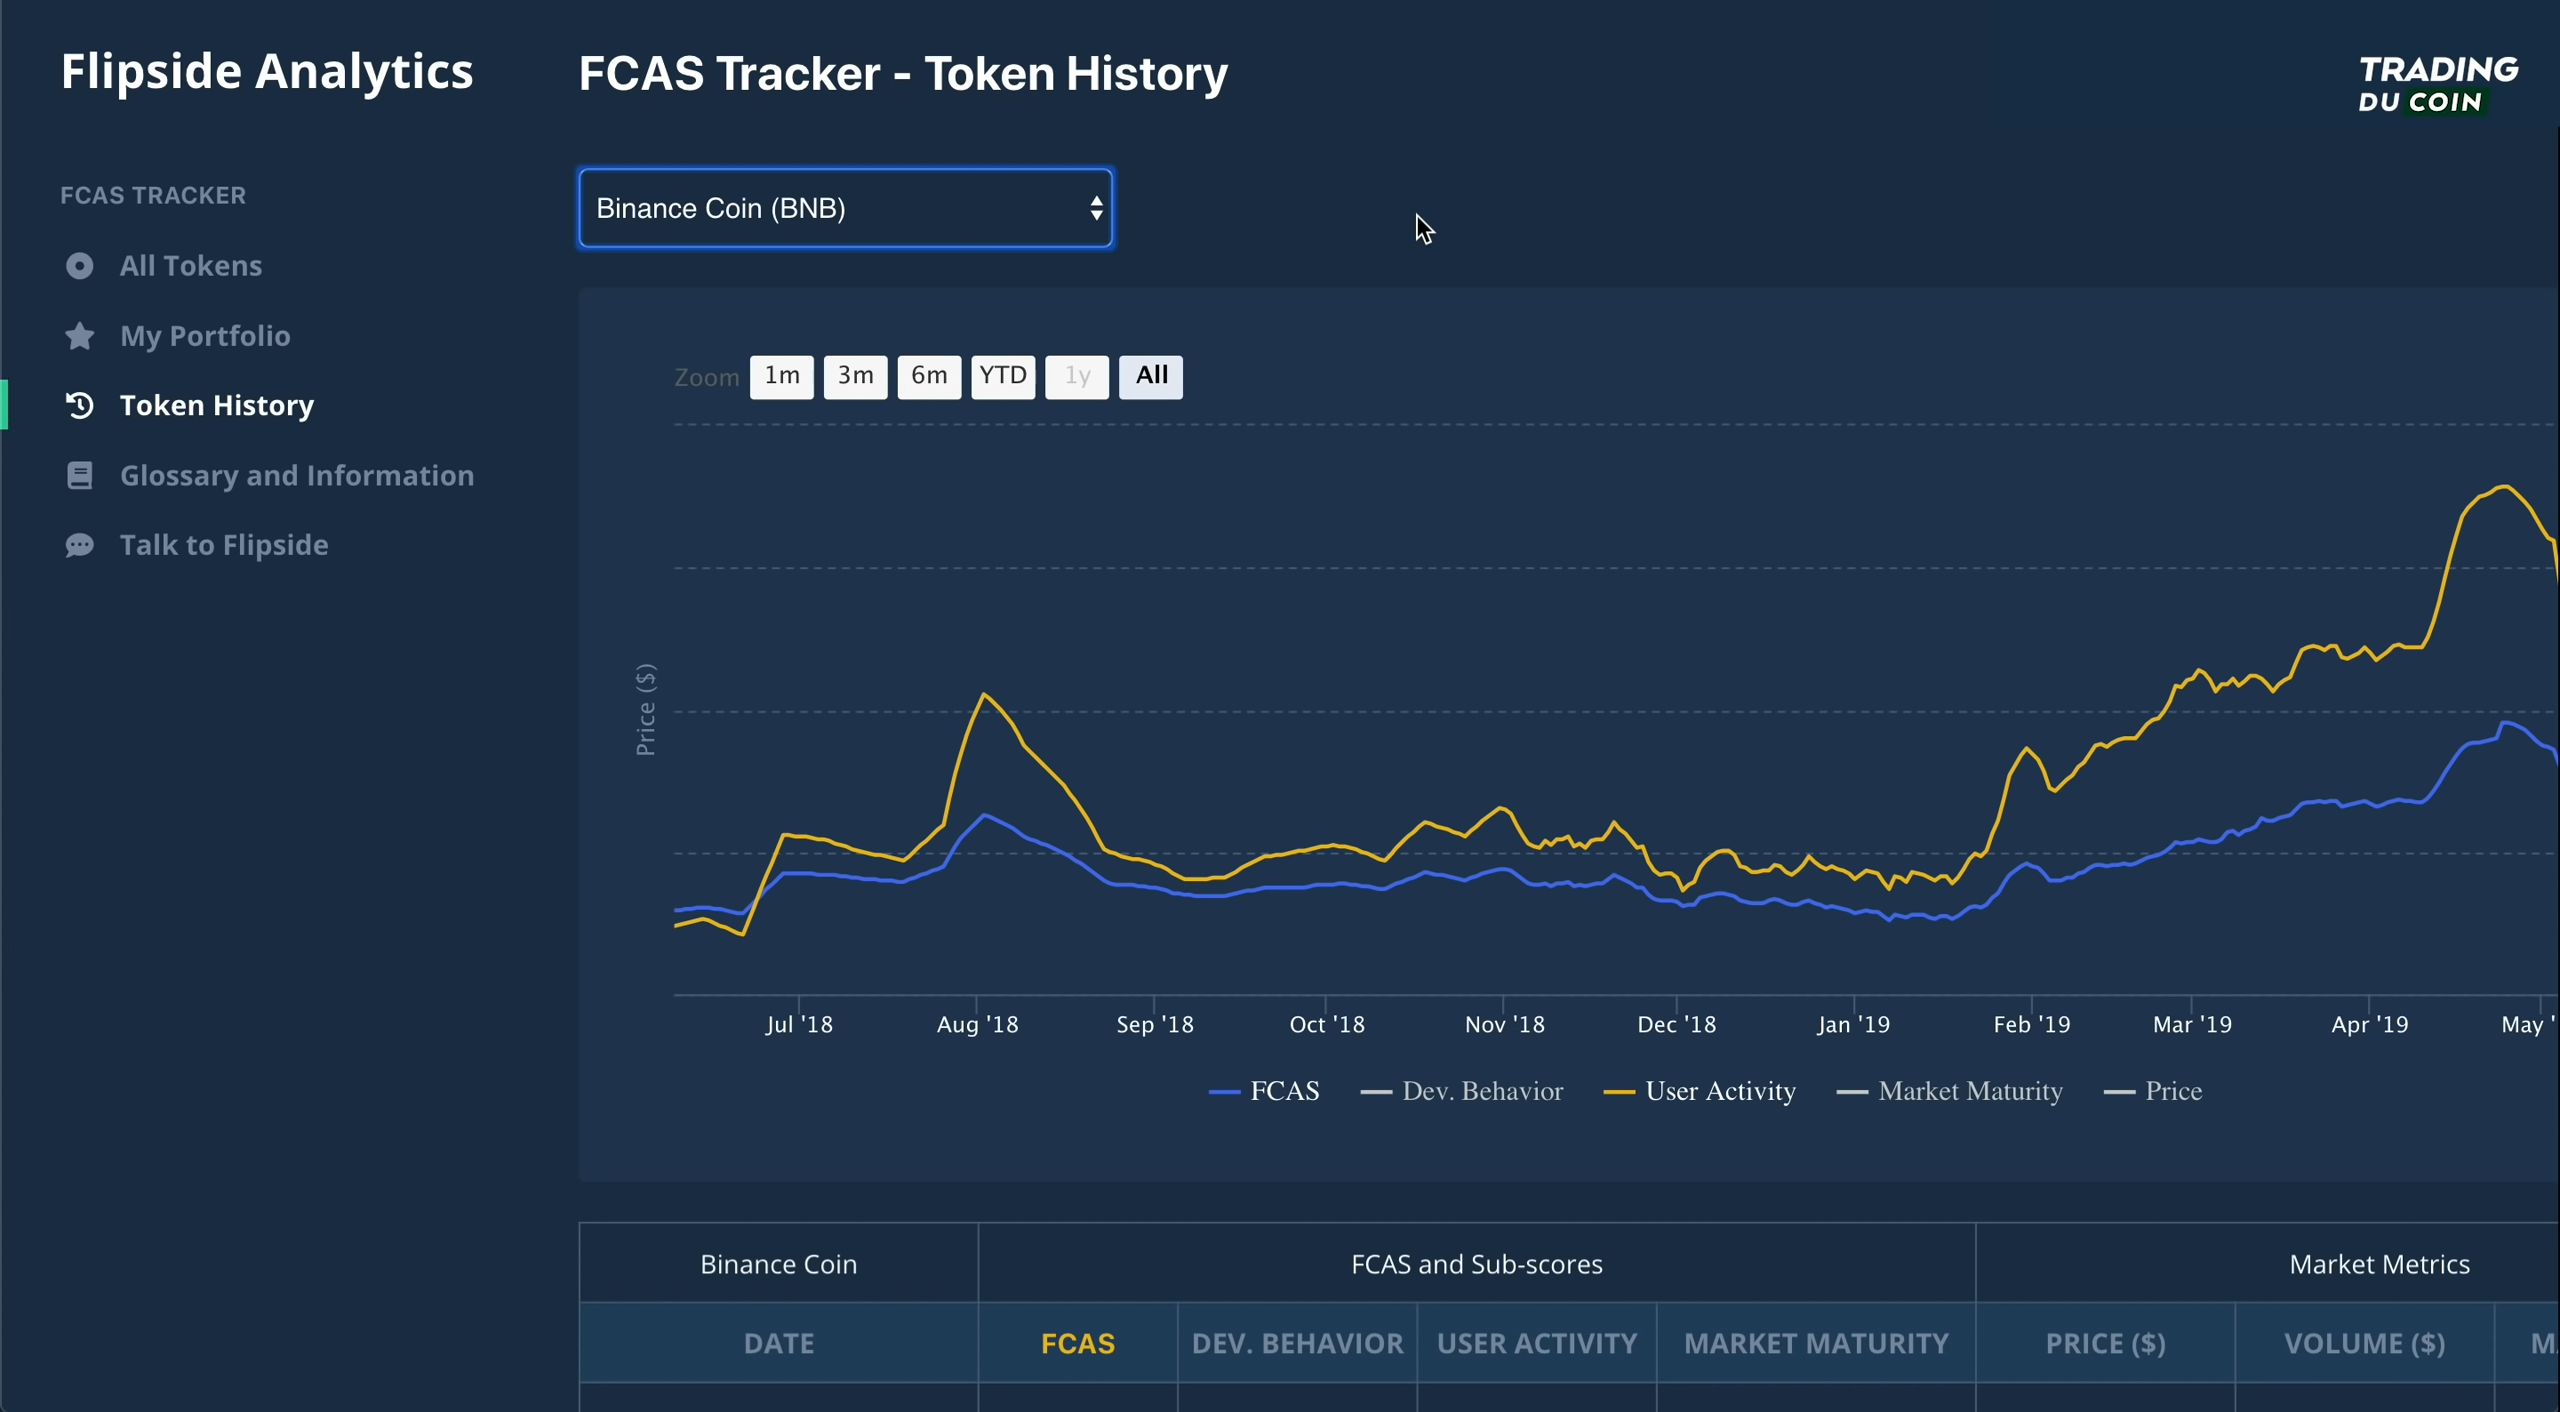 Flipside Analytics
FCAS Tracker - Token History
TRADING
DU COIN
FCAS TRACKER
All Tokens
My Portfolio
Token History
Glossary and Information
Talk to Flipside
Binance Coin (BNB)
Zoom 1m 3m 6m YTD 1y All
Price ($)
Jul '18 Aug '18 Sep '18 Oct '18 Nov '18 Dec '18 Jan '19 Feb '19 Mar '19 Apr '19 May '
FCAS Dev. Behavior User Activity Market Maturity Price
Binance Coin FCAS and Sub-scores Market Metrics
DATE FCAS DEV. BEHAVIOR USER ACTIVITY MARKET MATURITY PRICE ($) VOLUME ($)